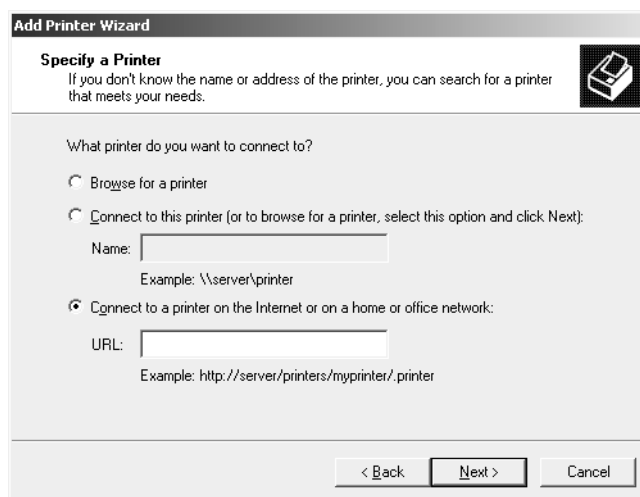 Add Printer Wizard
Specify a Printer
If you don't know the name or address of the printer, you can search for a printer
that meets your needs.
What printer do you want to connect to?
Browse for a printer
Connect to this printer (or to browse for a printer, select this option and click Next):
Name:
Example: \\server\printer
Connect to a printer on the Internet or on a home or office network:
URL:
Example: http://server/printers/myprinter/.printer
< Back Next > Cancel